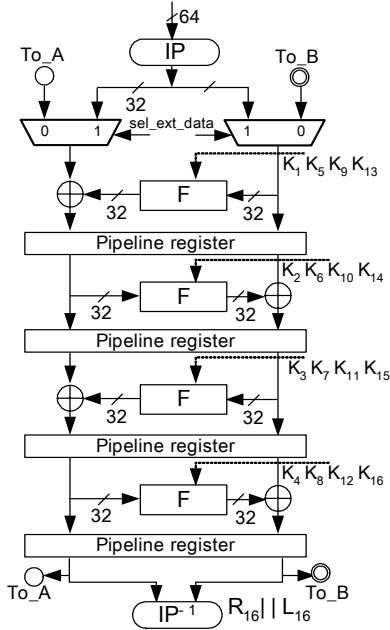 64
IP
To_A
To_B
32
0 1
sel_ext_data
1 0
K1 K5 K9 K13
F
32
32
Pipeline register
K2 K6 K10 K14
F
32
32
Pipeline register
K3 K7 K11 K15
F
32
32
Pipeline register
K4 K8 K12 K16
F
32
32
Pipeline register
To_A
To_B
IP-1
R16||L16